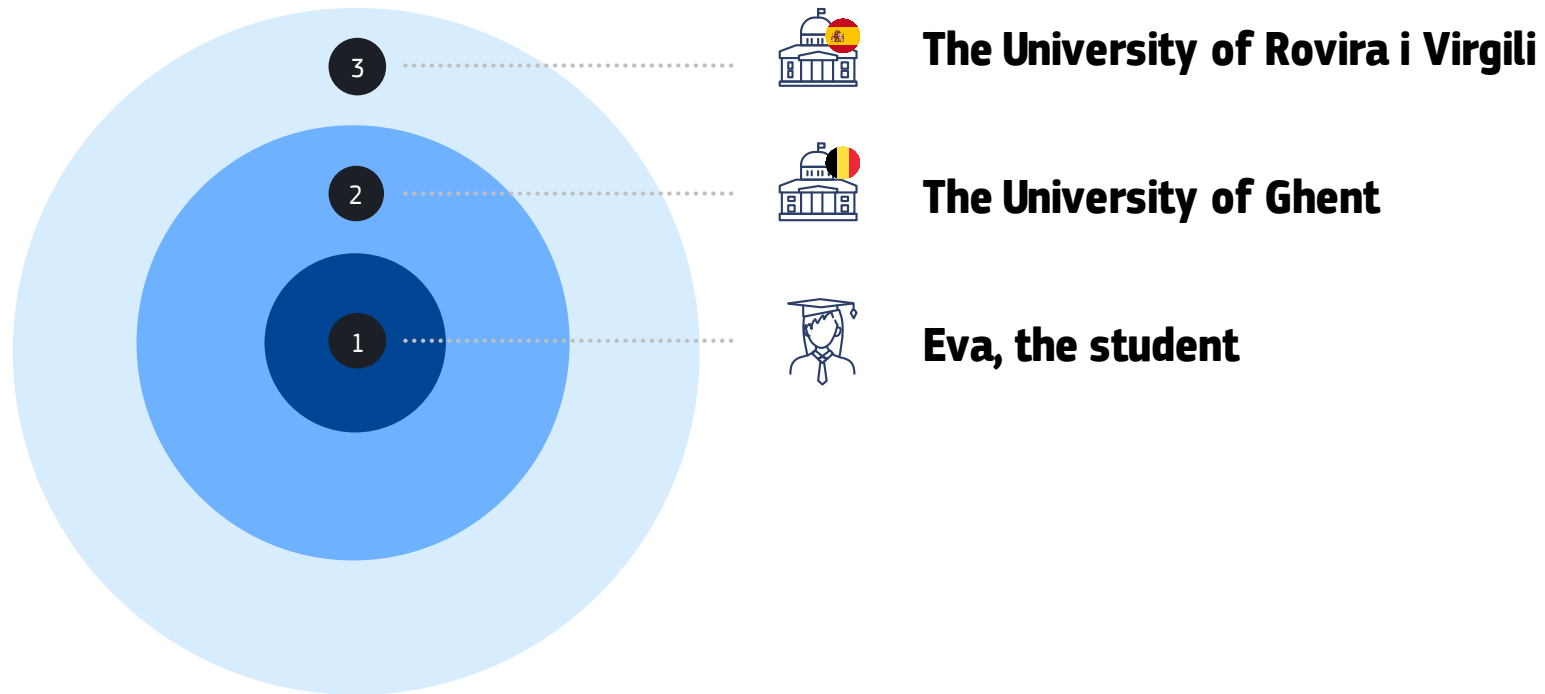 3
The University of Rovira i Virgili
2
The University of Ghent
1
Eva, the student